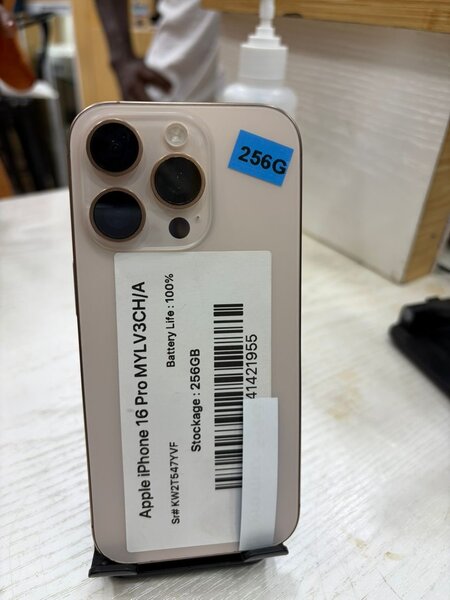 256G
Apple iPhone 16 Pro MYLV3CH/A
Sr# KW2T547YVF Battery Life : 100%
Stockage : 256GB
41421955